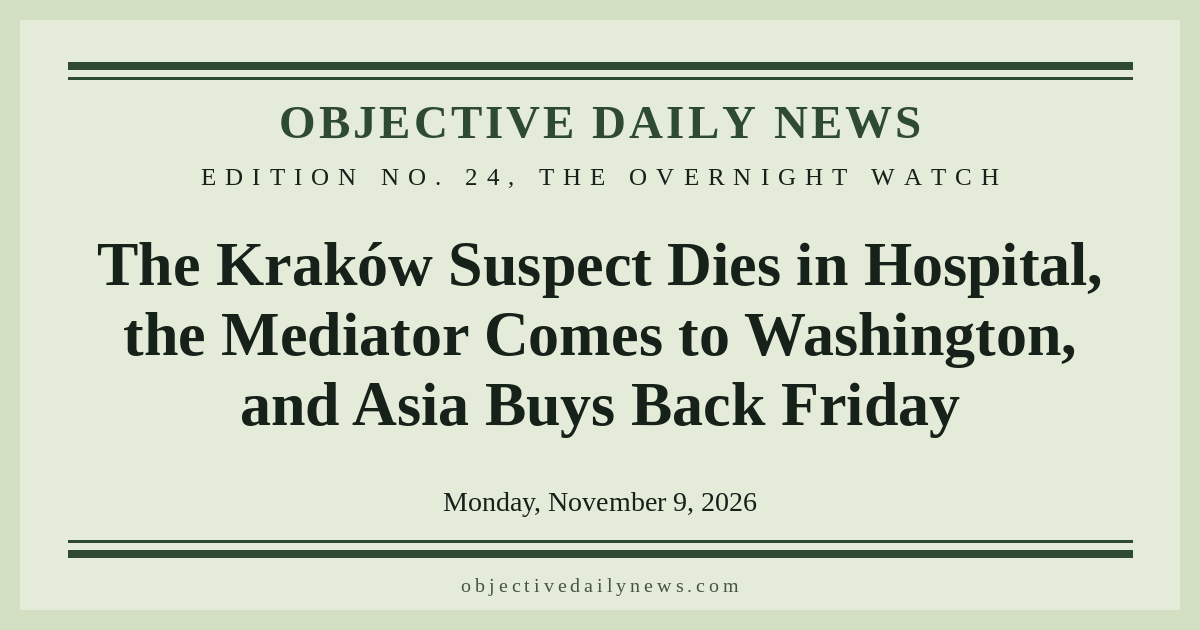 OBJECTIVE DAILY NEWS
EDITION NO. 24, THE OVERNIGHT WATCH
The Kraków Suspect Dies in Hospital,
the Mediator Comes to Washington,
and Asia Buys Back Friday
Monday, November 9, 2026
objectivedailynews.com